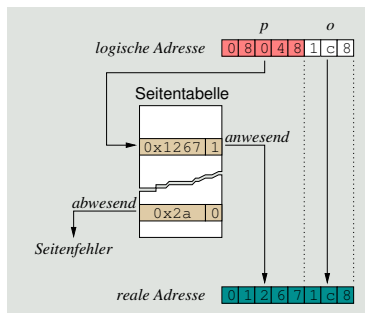 p o
logische Adresse 0 8 0 4 8 1 c 8
Seitentabelle
0x1267 1 anwesend
abwesend 0x2a 0
Seitenfehler
reale Adresse 0 1 2 6 7 1 c 8